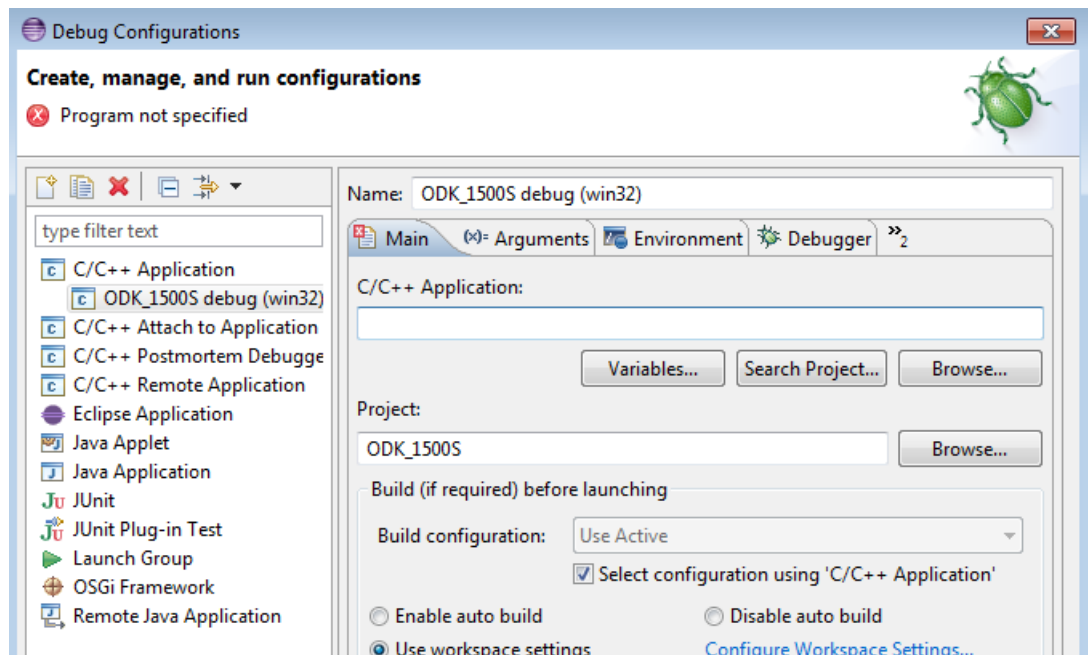 Debug Configurations
Create, manage, and run configurations
Program not specified
type filter text
C/C++ Application
ODK_1500S debug (win32)
C/C++ Attach to Application
C/C++ Postmortem Debugge
C/C++ Remote Application
Eclipse Application
Java Applet
Java Application
JUnit
JUnit Plug-in Test
Launch Group
OSGi Framework
Remote Java Application
Name: ODK_1500S debug (win32)
Main (x)= Arguments Environment Debugger »2
C/C++ Application:
Variables... Search Project... Browse...
Project:
ODK_1500S Browse...
Build (if required) before launching
Build configuration: Use Active
Select configuration using 'C/C++ Application'
Enable auto build Disable auto build
Use workspace settings Configure Workspace Settings...